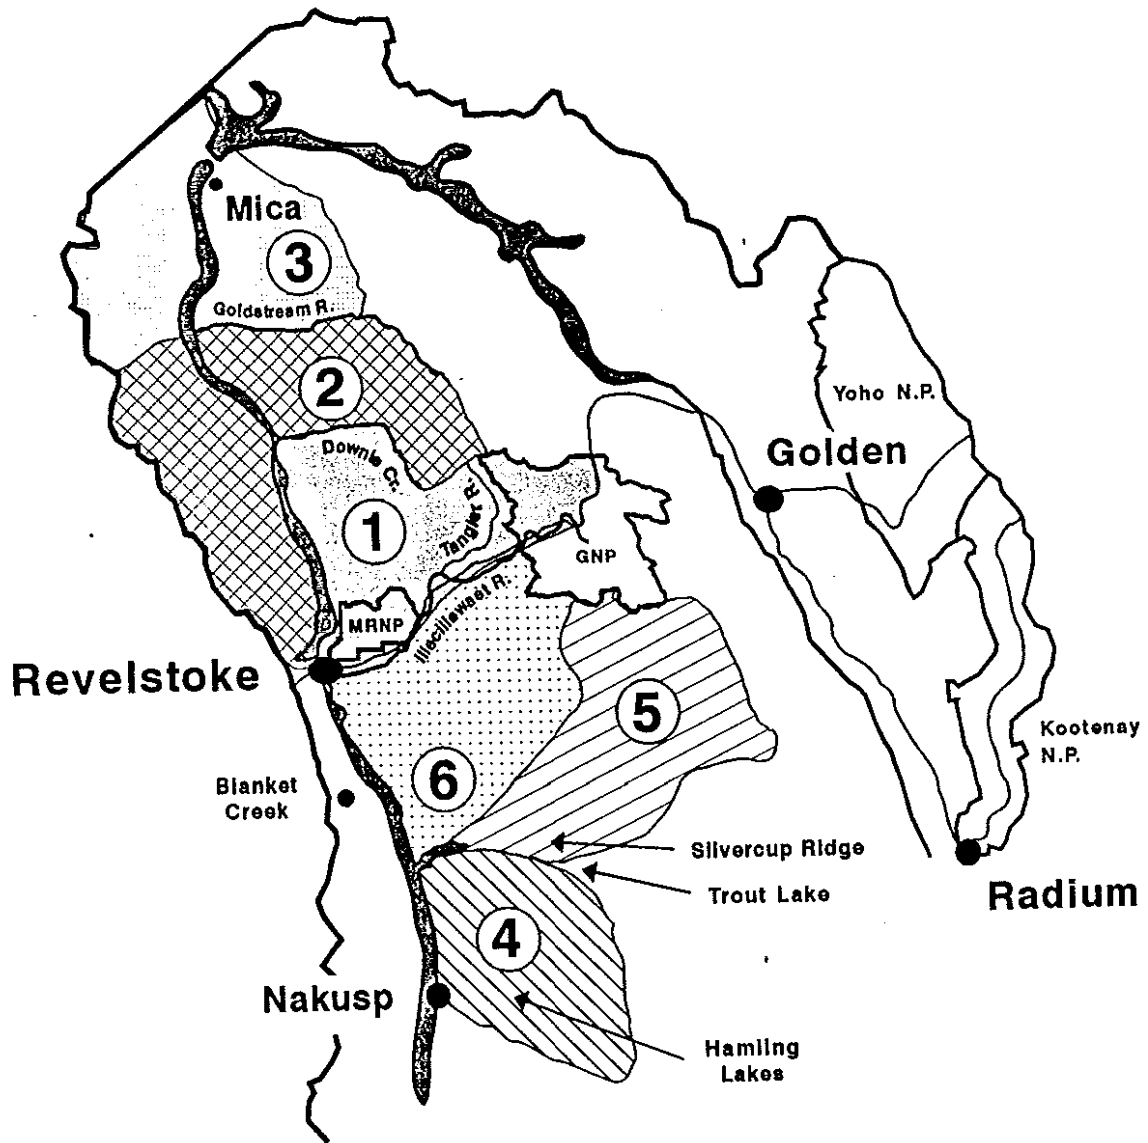 Mica
3
Goldstream R.
2
Yoho N.P.
Downie Cr.
Golden
Tangier R.
1
GNP
Illecillewaet R.
MRNP
Revelstoke
5
Kootenay
N.P.
6
Blanket
Creek
Silvercup Ridge
Trout Lake
Radium
4
Nakusp
Hamling
Lakes